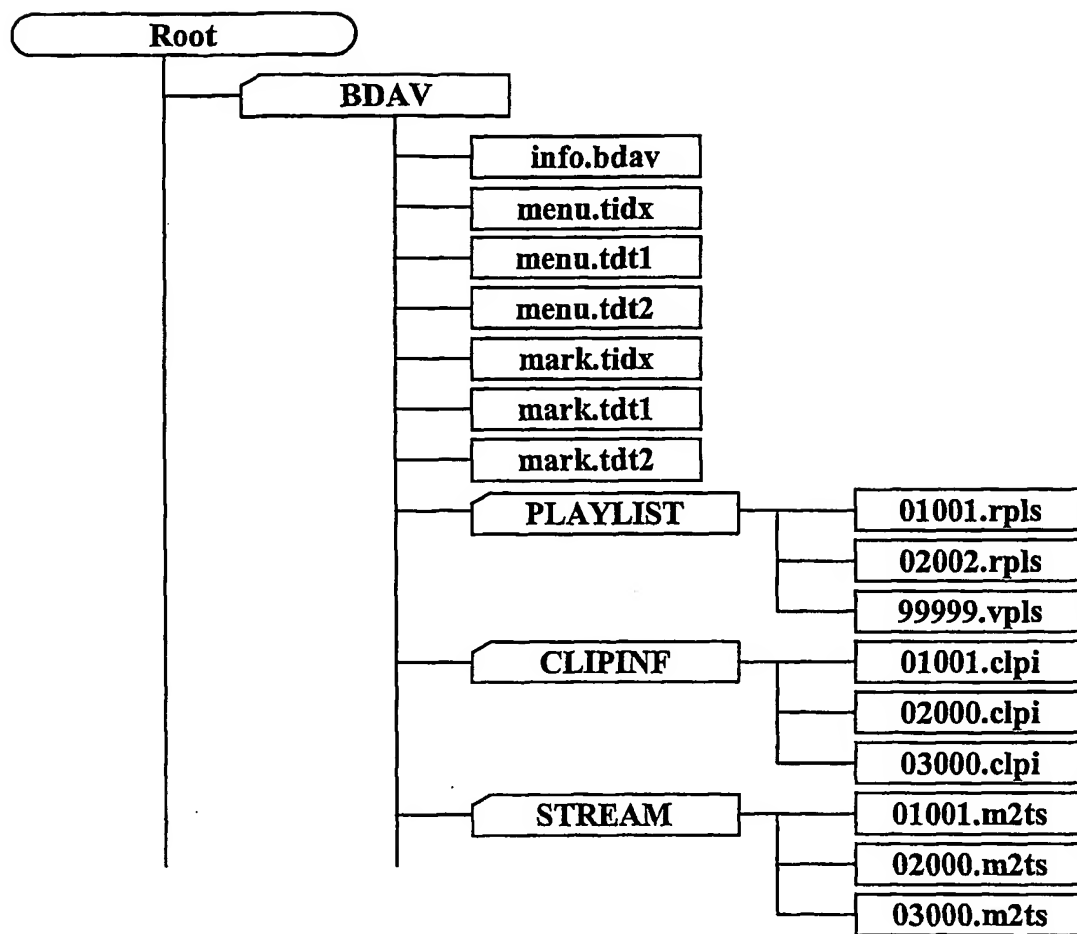 Root
BDAV
info.bdav
menu.tidx
menu.tdt1
menu.tdt2
mark.tidx
mark.tdt1
mark.tdt2
PLAYLIST
01001.rpls
02002.rpls
99999.vpls
CLIPINF
01001.clpi
02000.clpi
03000.clpi
STREAM
01001.m2ts
02000.m2ts
03000.m2ts